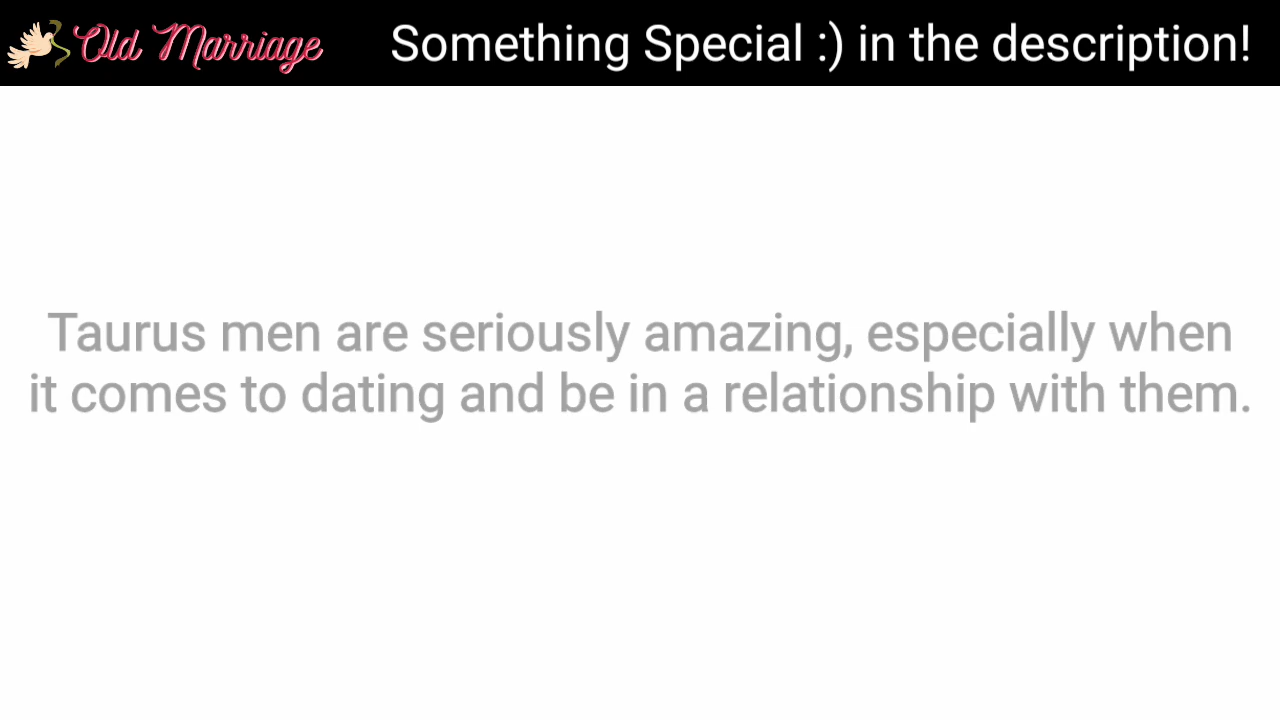 Old Marriage
Something Special :) in the description!
Taurus men are seriously amazing, especially when
it comes to dating and be in a relationship with them.